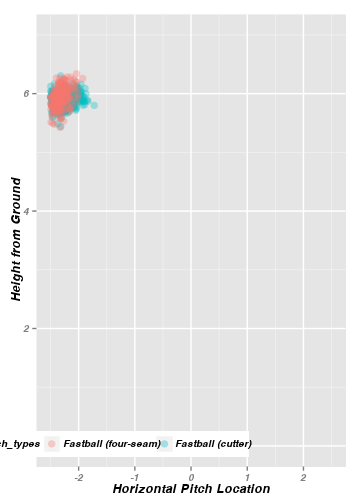 Height from Ground
6
4
2
ch_types Fastball (four-seam) Fastball (cutter)
-2 -1 0 1 2
Horizontal Pitch Location